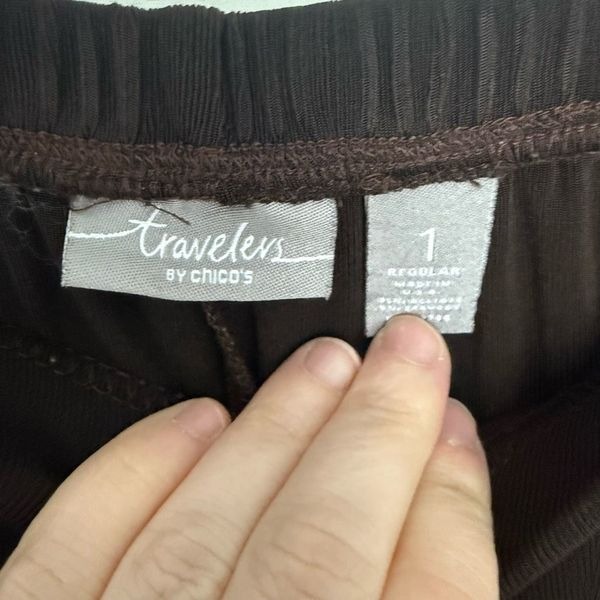 travelers
BY CHICO'S
1
REGULAR
MADE IN
U.S.A.